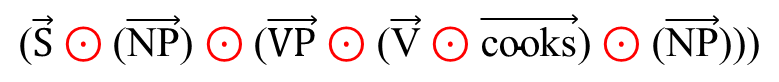 (S⃗ ⊙ (NP⃗) ⊙ (VP⃗ ⊙ (V⃗ ⊙ cooks⃗) ⊙ (NP⃗)))